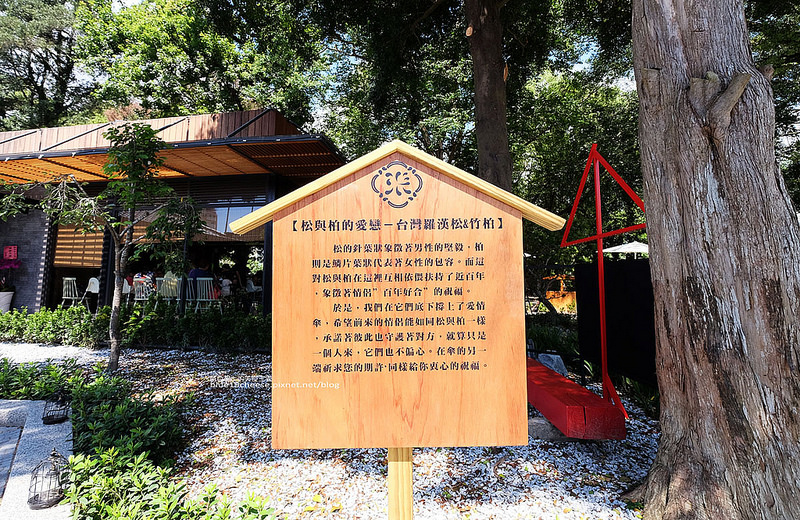 【松與柏的愛戀－台灣羅漢松&竹柏】
松的針葉狀象徵著男性的堅毅，柏
則是鱗片葉狀代表著女性的包容。而這
對松與柏在這裡互相依偎扶持了近百年
，象徵著情侶"百年好合"的祝福。
於是，我們在它們底下撐上了愛情
傘，希望前來的情侶能如同松與柏一樣
，承諾著彼此也守護著對方，就算只是
一個人來，它們也不偏心。在傘的另一
端祈求您的期許，同樣給你衷心的祝福。
bluelncheese.pixnet.net/blog